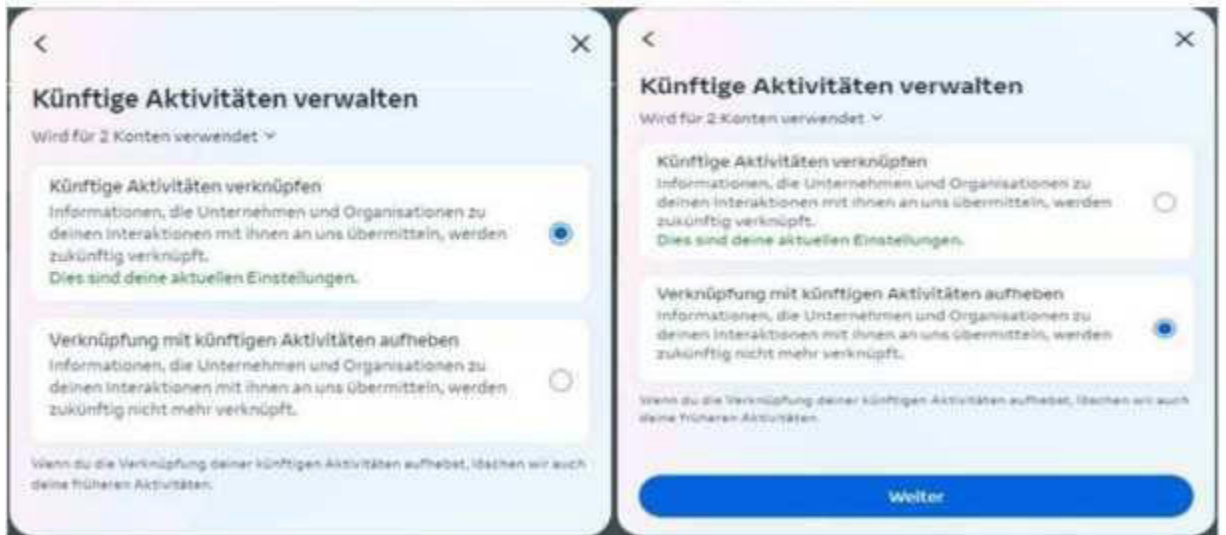 Künftige Aktivitäten verwalten
Wird für 2 Konten verwendet
Künftige Aktivitäten verknüpfen
Informationen, die Unternehmen und Organisationen zu
deinen Interaktionen mit ihnen an uns übermitteln, werden
zukünftig verknüpft.
Dies sind deine aktuellen Einstellungen.
Verknüpfung mit künftigen Aktivitäten aufheben
Informationen, die Unternehmen und Organisationen zu
deinen Interaktionen mit ihnen an uns übermitteln, werden
zukünftig nicht mehr verknüpft.
Wenn du die Verknüpfung deiner künftigen Aktivitäten aufhebst, löschen wir auch
deine früheren Aktivitäten.
Künftige Aktivitäten verwalten
Wird für 2 Konten verwendet
Künftige Aktivitäten verknüpfen
Informationen, die Unternehmen und Organisationen zu
deinen Interaktionen mit ihnen an uns übermitteln, werden
zukünftig verknüpft.
Dies sind deine aktuellen Einstellungen.
Verknüpfung mit künftigen Aktivitäten aufheben
Informationen, die Unternehmen und Organisationen zu
deinen Interaktionen mit ihnen an uns übermitteln, werden
zukünftig nicht mehr verknüpft.
Wenn du die Verknüpfung deiner künftigen Aktivitäten aufhebst, löschen wir auch
deine früheren Aktivitäten.
Weiter